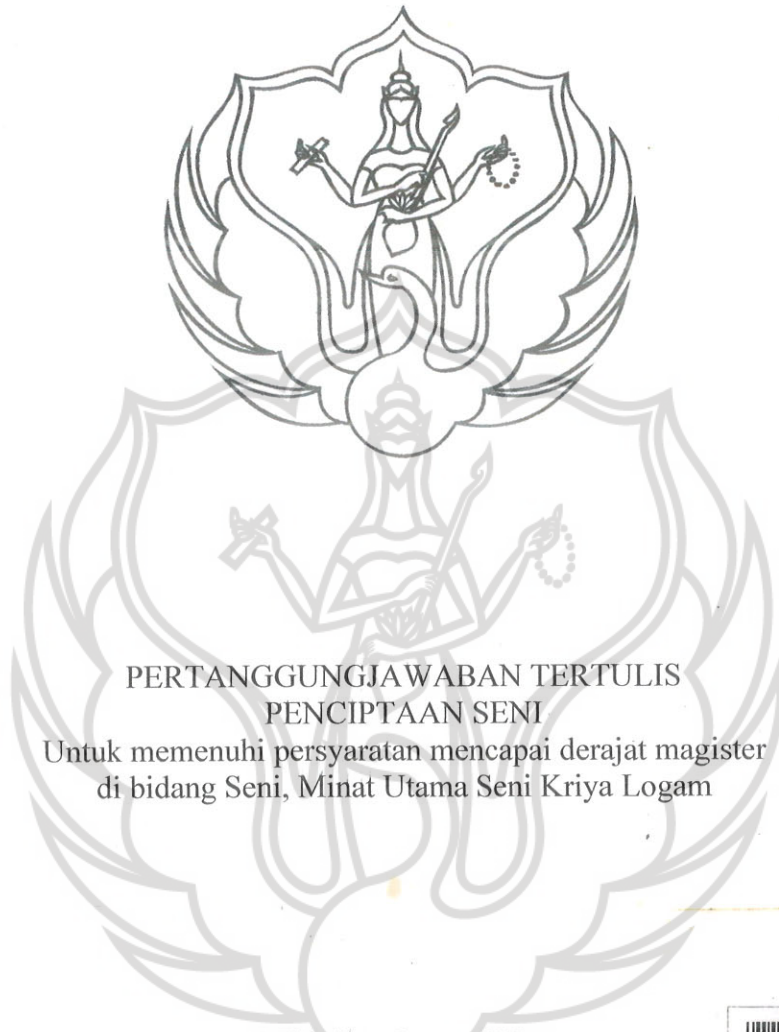 PERTANGGUNGJAWABAN TERTULIS
PENCIPTAAN SENI
Untuk memenuhi persyaratan mencapai derajat magister
di bidang Seni, Minat Utama Seni Kriya Logam